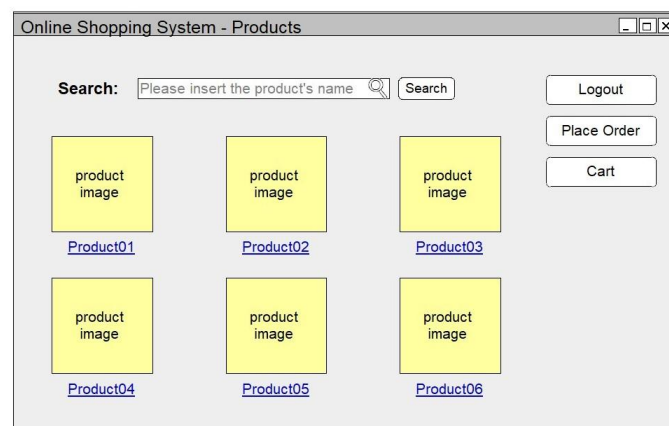 Online Shopping System - Products
Search: Please insert the product's name Search
Logout
Place Order
Cart
product
image
product
image
product
image
Product01
Product02
Product03
product
image
product
image
product
image
Product04
Product05
Product06